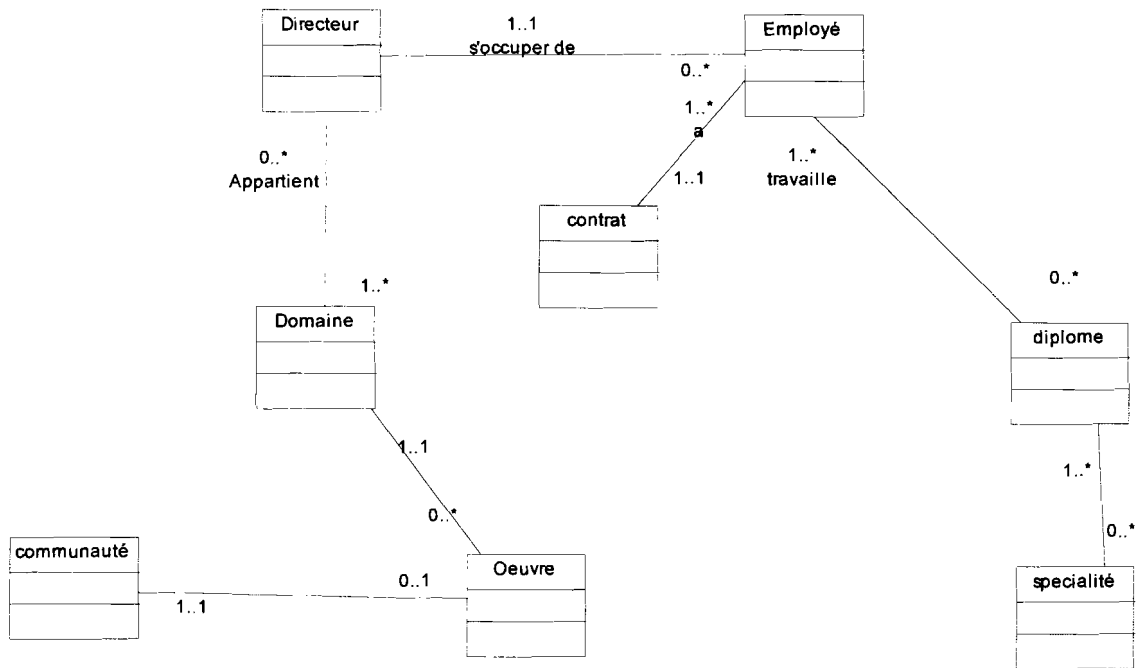 Directeur
1..1
s'occuper de
Employé
0..*
1..*
a
0..*
Appartient
1..*
travaille
1..1
contrat
1..*
0..*
Domaine
diplome
1..1
1..*
0..*
0..*
communauté
Oeuvre
0..1
specialité
1..1